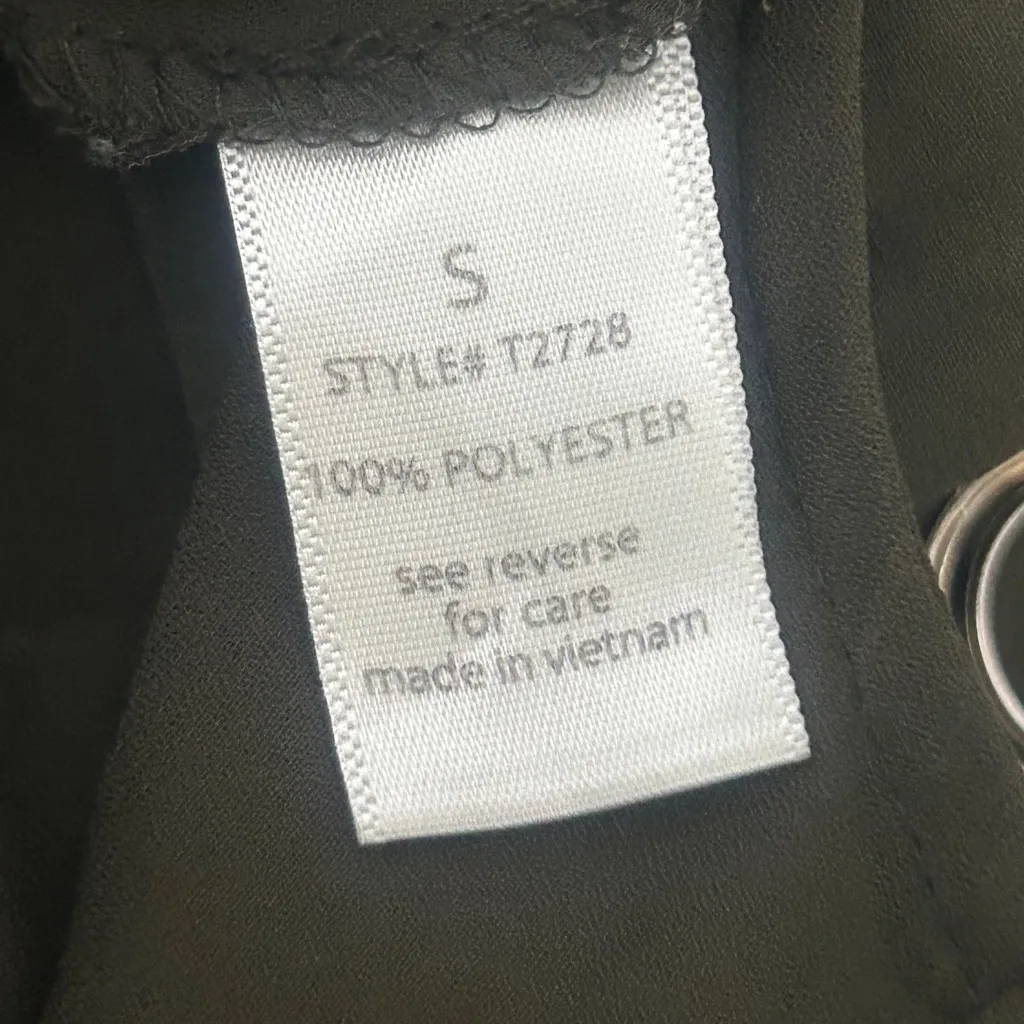 S
STYLE# T2728
100% POLYESTER
see reverse
for care
made in vietnam